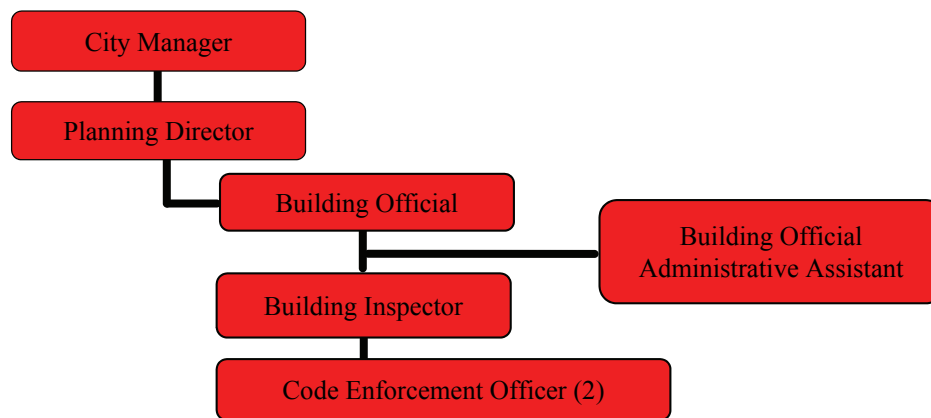 City Manager
Planning Director
Building Official
Building Official
Administrative Assistant
Building Inspector
Code Enforcement Officer (2)